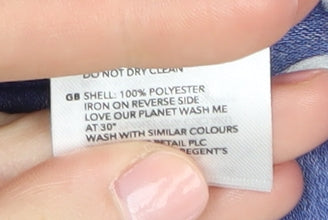 DO NOT DRY CLEAN
GB SHELL: 100% POLYESTER
IRON ON REVERSE SIDE
LOVE OUR PLANET WASH ME
AT 30°
WASH WITH SIMILAR COLOURS
RETAIL PLC
REGENT'S